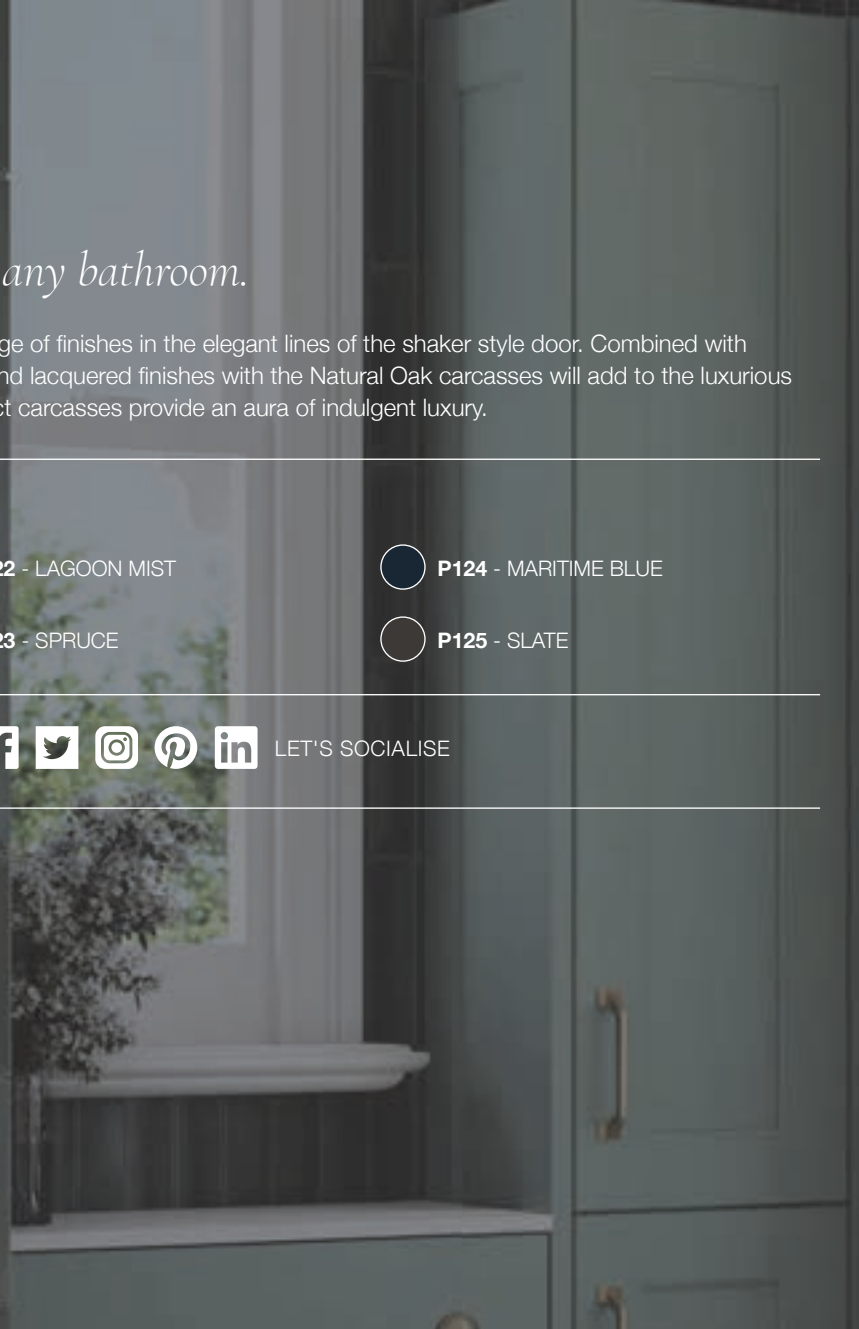 any bathroom.
ge of finishes in the elegant lines of the shaker style door. Combined with
nd lacquered finishes with the Natural Oak carcasses will add to the luxurious
ct carcasses provide an aura of indulgent luxury.
22 - LAGOON MIST
P124 - MARITIME BLUE
23 - SPRUCE
P125 - SLATE
LET'S SOCIALISE